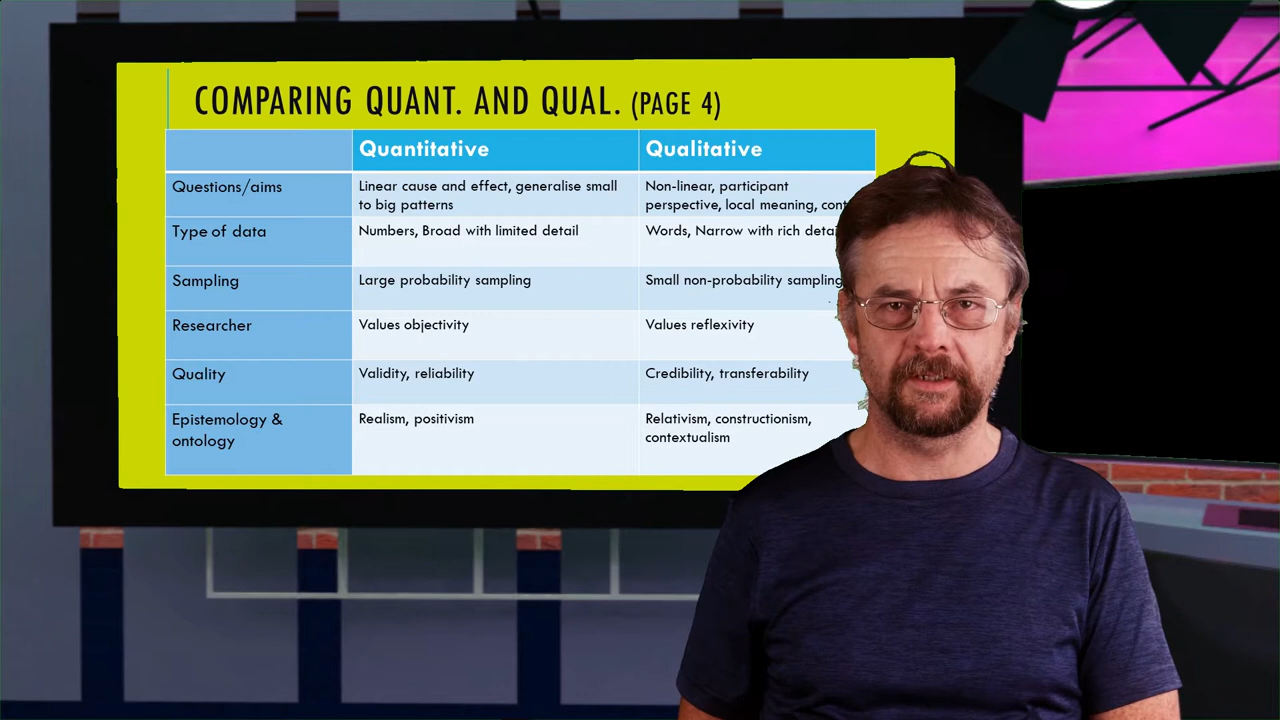 COMPARING QUANT. AND QUAL. (PAGE 4)
Quantitative
Qualitative
Questions/aims
Linear cause and effect, generalise small
to big patterns
Non-linear, participant
perspective, local meaning,
Type of data
Numbers, Broad with limited detail
Words, Narrow with rich
Sampling
Large probability sampling
Small non-probability sampling
Researcher
Values objectivity
Values reflexivity
Quality
Validity, reliability
Credibility, transferability
Epistemology &
ontology
Realism, positivism
Relativism, constructionism,
contextualism